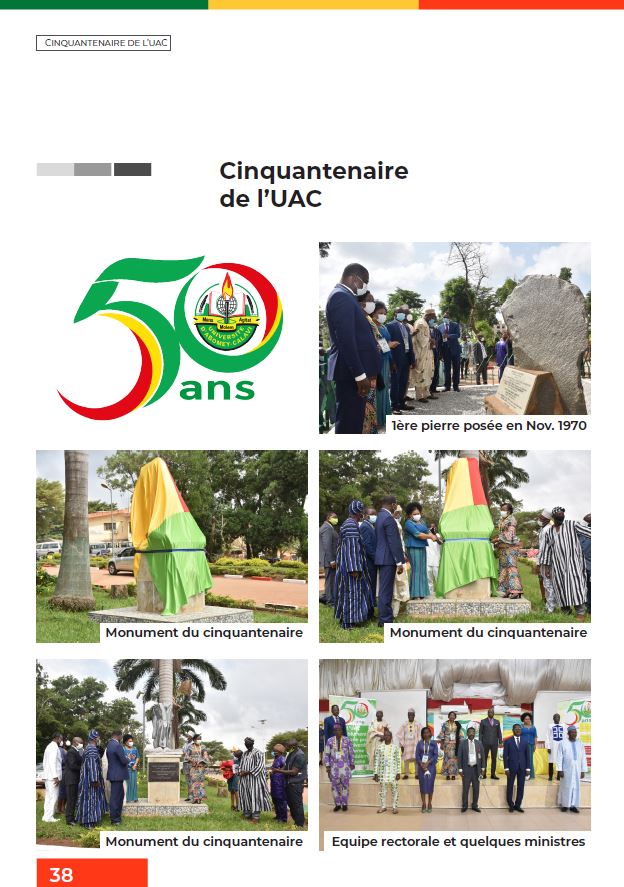 CINQUANTENAIRE DE L'UAC
Cinquantenaire
de l'UAC
50
Mens Agitat
Molem
UNIVERSITE
D'ABOMEY-CALAVI
ans
1ère pierre posée en Nov. 1970
Monument du cinquantenaire
Monument du cinquantenaire
Monument du cinquantenaire
Equipe rectorale et quelques ministres
38